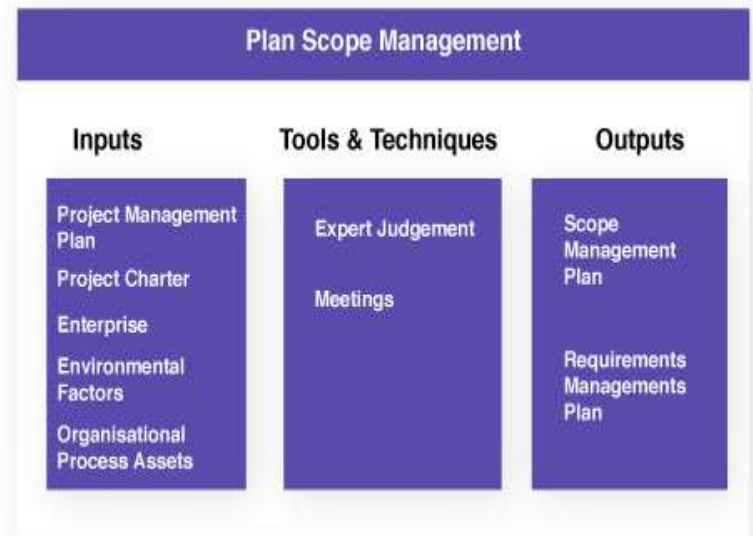 Plan Scope Management
Inputs
Project Management
Plan
Project Charter
Enterprise
Environmental
Factors
Organisational
Process Assets
Tools & Techniques
Expert Judgement
Meetings
Outputs
Scope
Management
Plan
Requirements
Managements
Plan